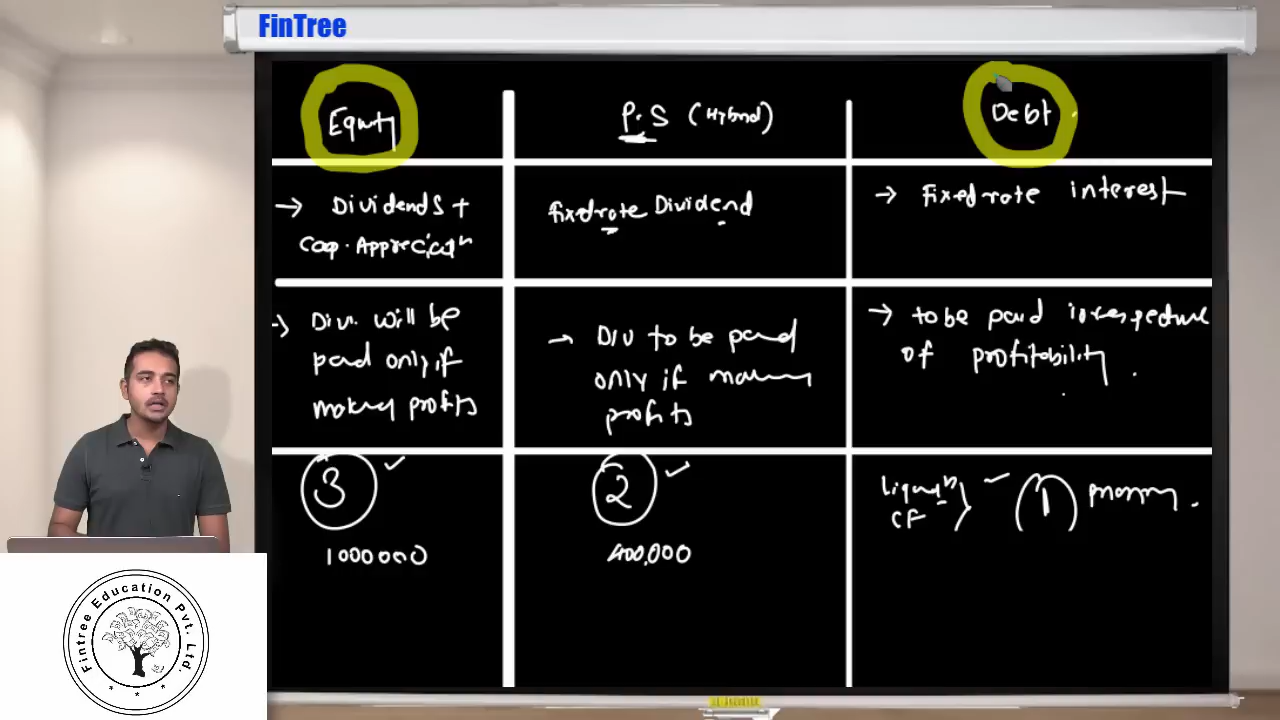 FinTree
Equity
P.S (Hybrid)
Debt
→ Dividends +
Cap. Appreciatn
Fixed rate Dividend
→ Fixed rate interest
→ Div. will be
paid only if
making profits
→ Div to be paid
only if making
profits
→ to be paid irrespective
of profitability.
3 ✓
1000000
2 ✓
400,000
Liquidn
CF
1
Fintree Education Pvt. Ltd.